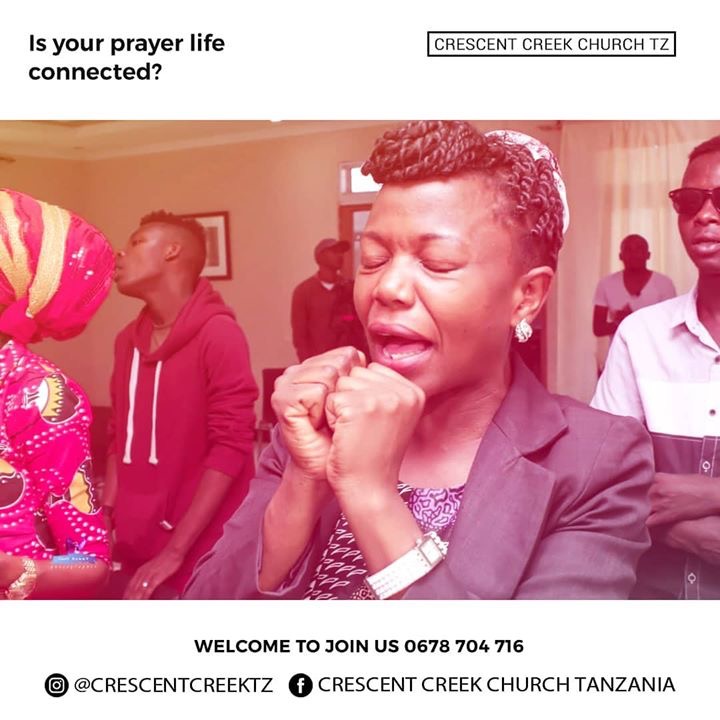 Is your prayer life
connected?
CRESCENT CREEK CHURCH TZ
WELCOME TO JOIN US 0678 704 716
@CRESCENTCREEKTZ
CRESCENT CREEK CHURCH TANZANIA